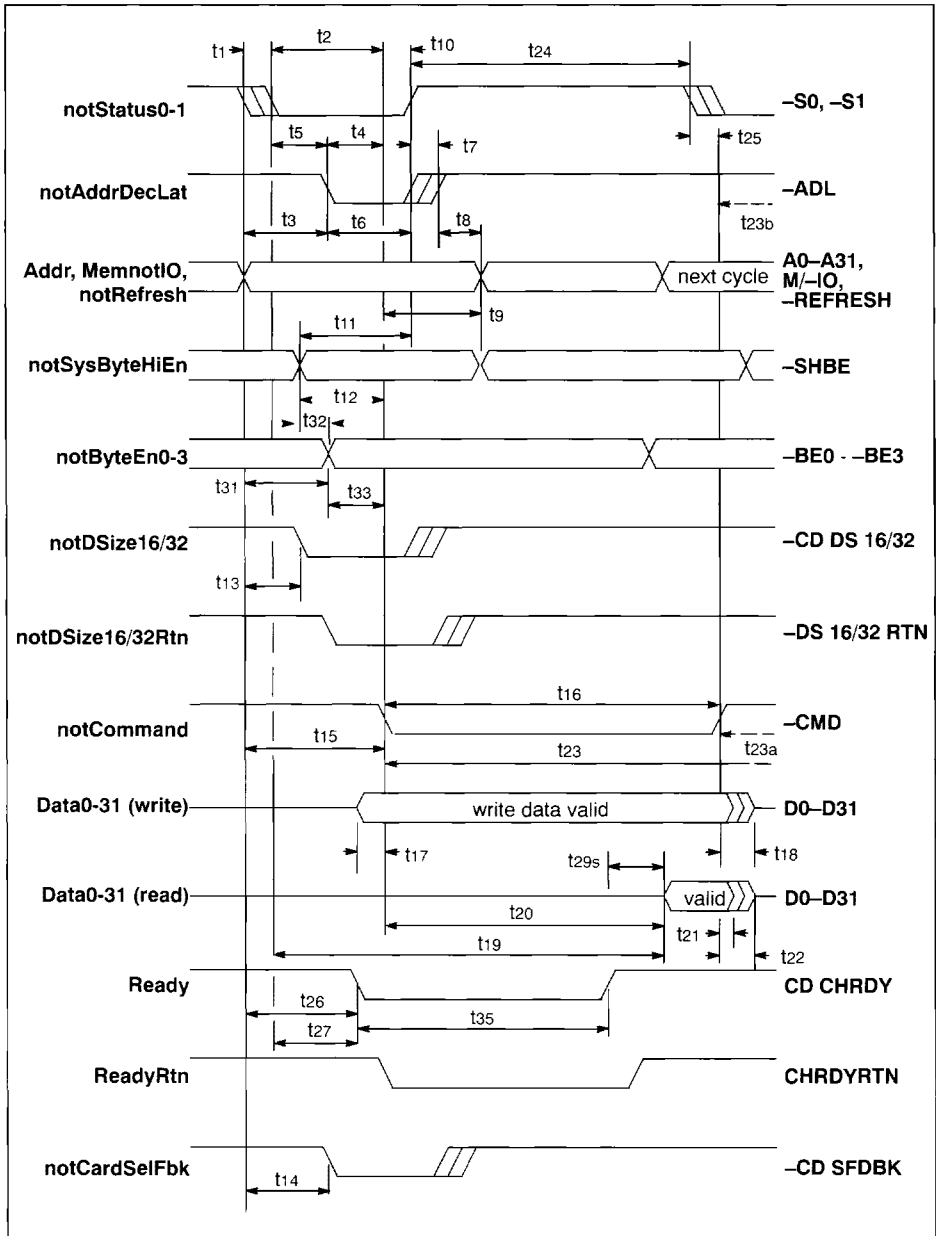 t1
t2
t10
t24
notStatus0-1
–S0, –S1
t5
t4
t7
t25
notAddrDecLat
–ADL
t3
t6
t8
t23b
Addr, MemnotIO,
notRefresh
next cycle
A0–A31,
M/–IO,
–REFRESH
t11
t9
notSysByteHiEn
–SHBE
t12
t32
notByteEn0-3
–BE0 - –BE3
t31
t33
notDSize16/32
–CD DS 16/32
t13
notDSize16/32Rtn
–DS 16/32 RTN
t16
notCommand
–CMD
t15
t23
t23a
Data0-31 (write)
write data valid
D0–D31
t17
t29s
t18
Data0-31 (read)
valid
D0–D31
t20
t21
t19
t22
Ready
CD CHRDY
t26
t35
t27
ReadyRtn
CHRDYRTN
notCardSelFbk
–CD SFDBK
t14